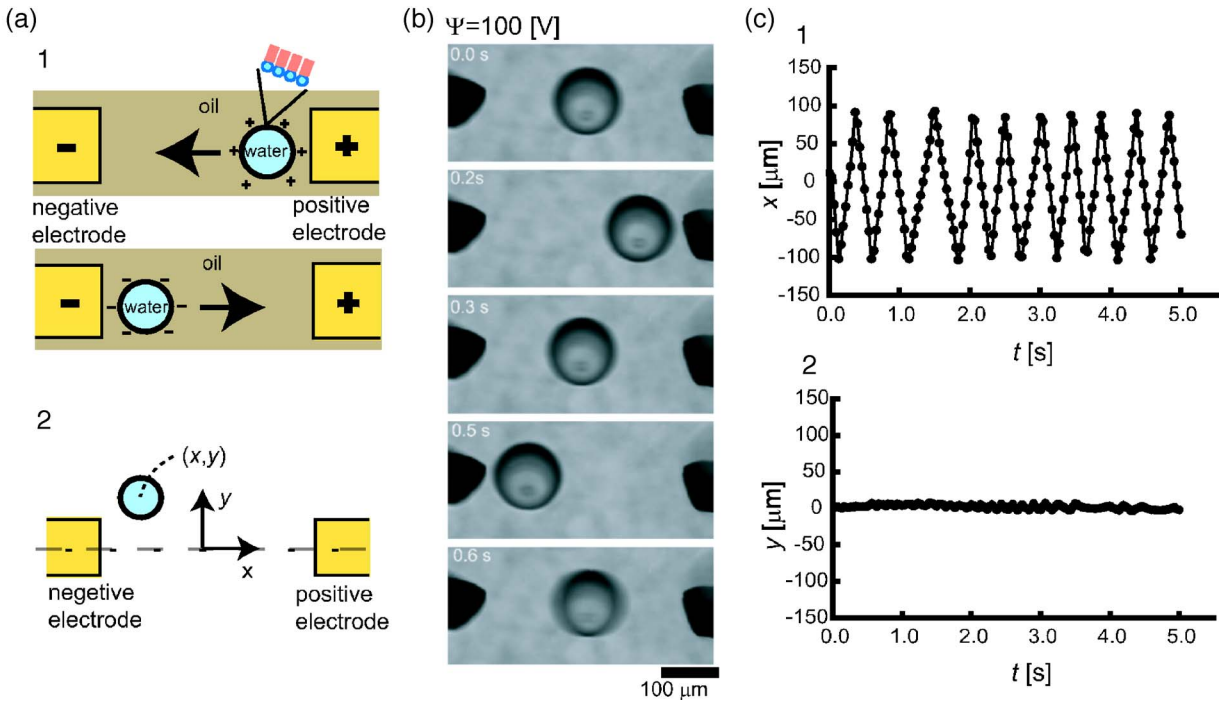 (a)
1
oil
-
+
+
+
+
+
+
+
water
+
negative
electrode
positive
electrode
oil
-
water
-
-
-
-
-
-
+
2
(x,y)
y
x
negetive
electrode
positive
electrode
(b)
Ψ=100 [V]
0.0 s
0.2s
0.3 s
0.5 s
0.6 s
100 μm
(c)
1
150
100
50
0
-50
-100
-150
x [μm]
0.0 1.0 2.0 3.0 4.0 5.0
t [s]
2
150
100
50
0
-50
-100
-150
y [μm]
0.0 1.0 2.0 3.0 4.0 5.0
t [s]